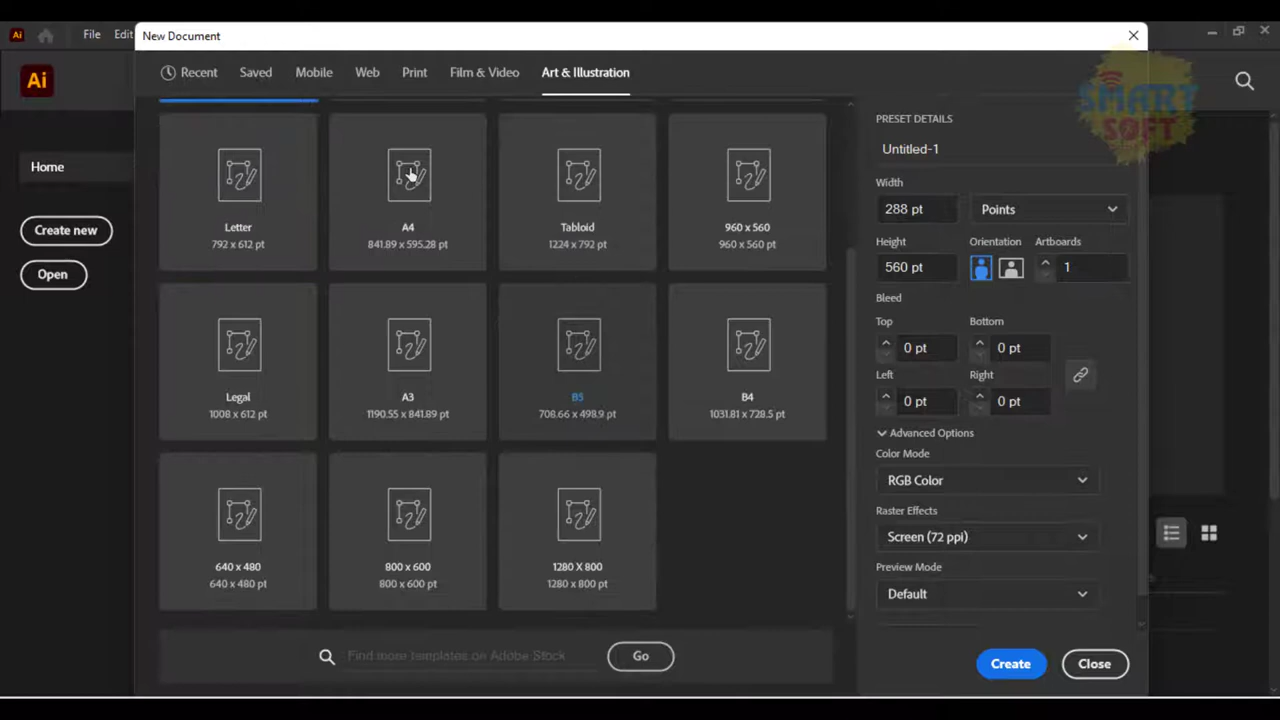 New Document
File
Edit
Ai
Recent
Saved
Mobile
Web
Print
Film & Video
Art & Illustration
SMART
SOFT
Home
Create new
Open
Letter
792 x 612 pt
A4
841.89 x 595.28 pt
Tabloid
1224 x 792 pt
960 x 560
960 x 560 pt
Legal
1008 x 612 pt
A3
1190.55 x 841.89 pt
B5
708.66 x 498.9 pt
B4
1031.81 x 728.5 pt
640 x 480
640 x 480 pt
800 x 600
800 x 600 pt
1280 X 800
1280 x 800 pt
Find more templates on Adobe Stock
Go
PRESET DETAILS
Untitled-1
Width
288 pt
Points
Height
Orientation
Artboards
560 pt
1
Bleed
Top
Bottom
0 pt
0 pt
Left
Right
0 pt
0 pt
Advanced Options
Color Mode
RGB Color
Raster Effects
Screen (72 ppi)
Preview Mode
Default
Create
Close